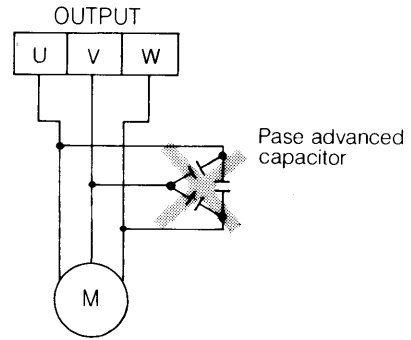 OUTPUT
U V W
Pase advanced
capacitor
M